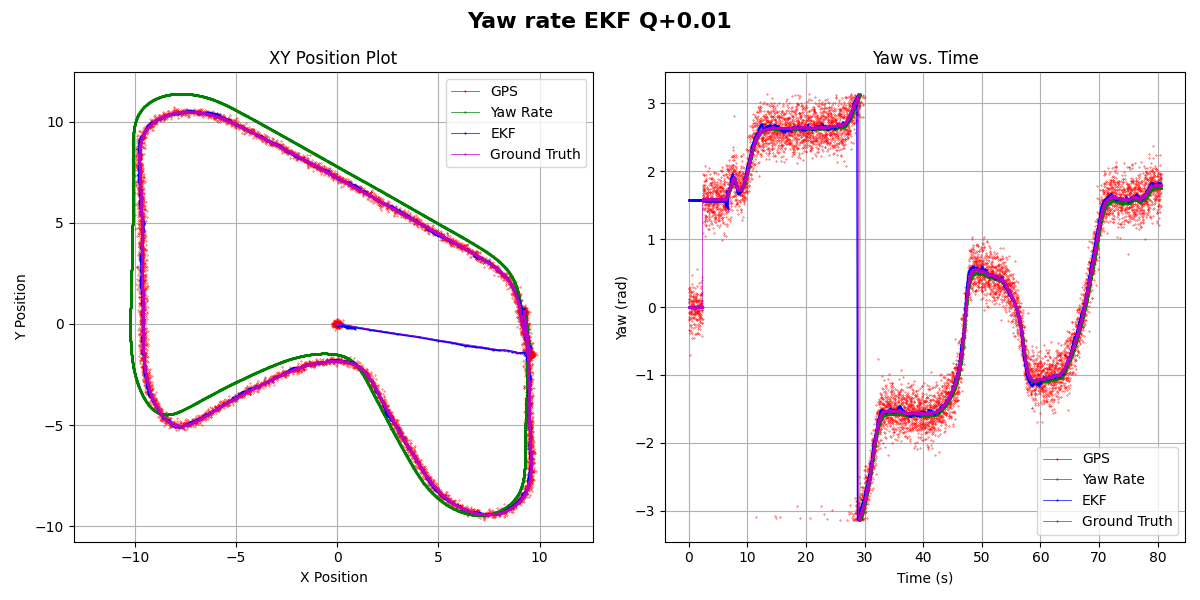 Yaw rate EKF Q+0.01
XY Position Plot
GPS
Yaw Rate
EKF
Ground Truth
10
5
0
−5
−10
−10
−5
0
5
10
Y Position
X Position
Yaw vs. Time
3
2
1
0
−1
−2
−3
GPS
Yaw Rate
EKF
Ground Truth
0
10
20
30
40
50
60
70
80
Yaw (rad)
Time (s)